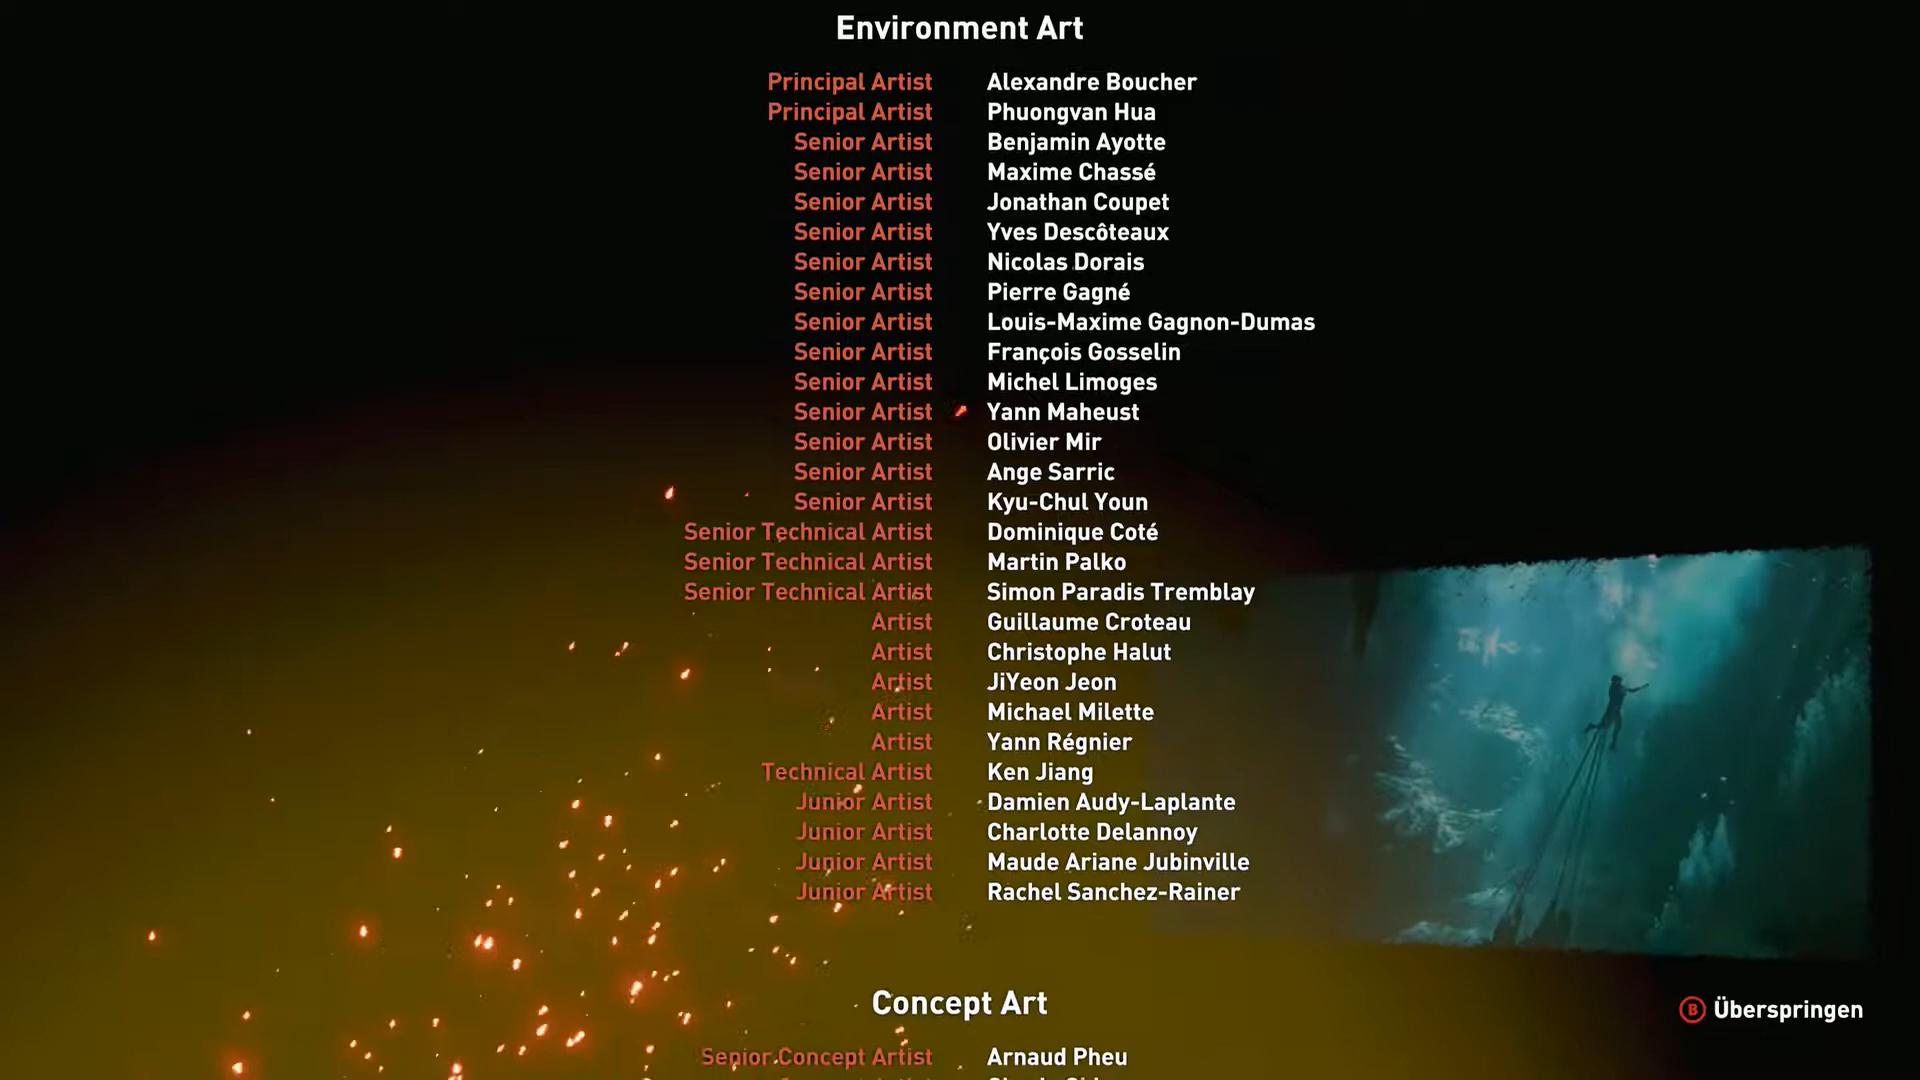 Environment Art
Principal Artist Alexandre Boucher
Principal Artist Phuongvan Hua
Senior Artist Benjamin Ayotte
Senior Artist Maxime Chassé
Senior Artist Jonathan Coupet
Senior Artist Yves Descôteaux
Senior Artist Nicolas Dorais
Senior Artist Pierre Gagné
Senior Artist Louis-Maxime Gagnon-Dumas
Senior Artist François Gosselin
Senior Artist Michel Limoges
Senior Artist Yann Maheust
Senior Artist Olivier Mir
Senior Artist Ange Sarric
Senior Artist Kyu-Chul Youn
Senior Technical Artist Dominique Coté
Senior Technical Artist Martin Palko
Senior Technical Artist Simon Paradis Tremblay
Artist Guillaume Croteau
Artist Christophe Halut
Artist JiYeon Jeon
Artist Michael Milette
Artist Yann Régnier
Technical Artist Ken Jiang
Junior Artist Damien Audy-Laplante
Junior Artist Charlotte Delannoy
Junior Artist Maude Ariane Jubinville
Junior Artist Rachel Sanchez-Rainer
Concept Art
B Überspringen
Senior Concept Artist Arnaud Pheu